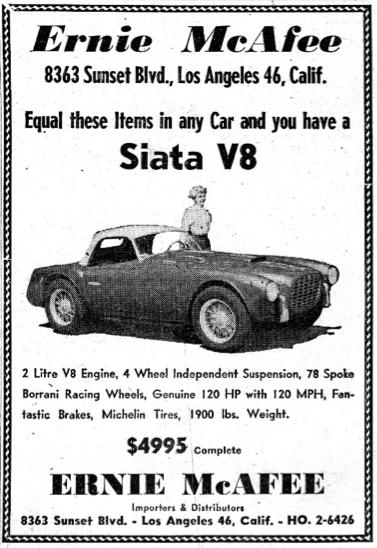 Ernie McAfee
8363 Sunset Blvd., Los Angeles 46, Calif.
Equal these Items in any Car and you have a
Siata V8
2 Litre V8 Engine, 4 Wheel Independent Suspension, 78 Spoke
Borrani Racing Wheels, Genuine 120 HP with 120 MPH, Fan-
tastic Brakes, Michelin Tires, 1900 lbs. Weight.
$4995 Complete
ERNIE McAFEE
Importers & Distributors
8363 Sunset Blvd. - Los Angeles 46, Calif. - HO. 2-6426